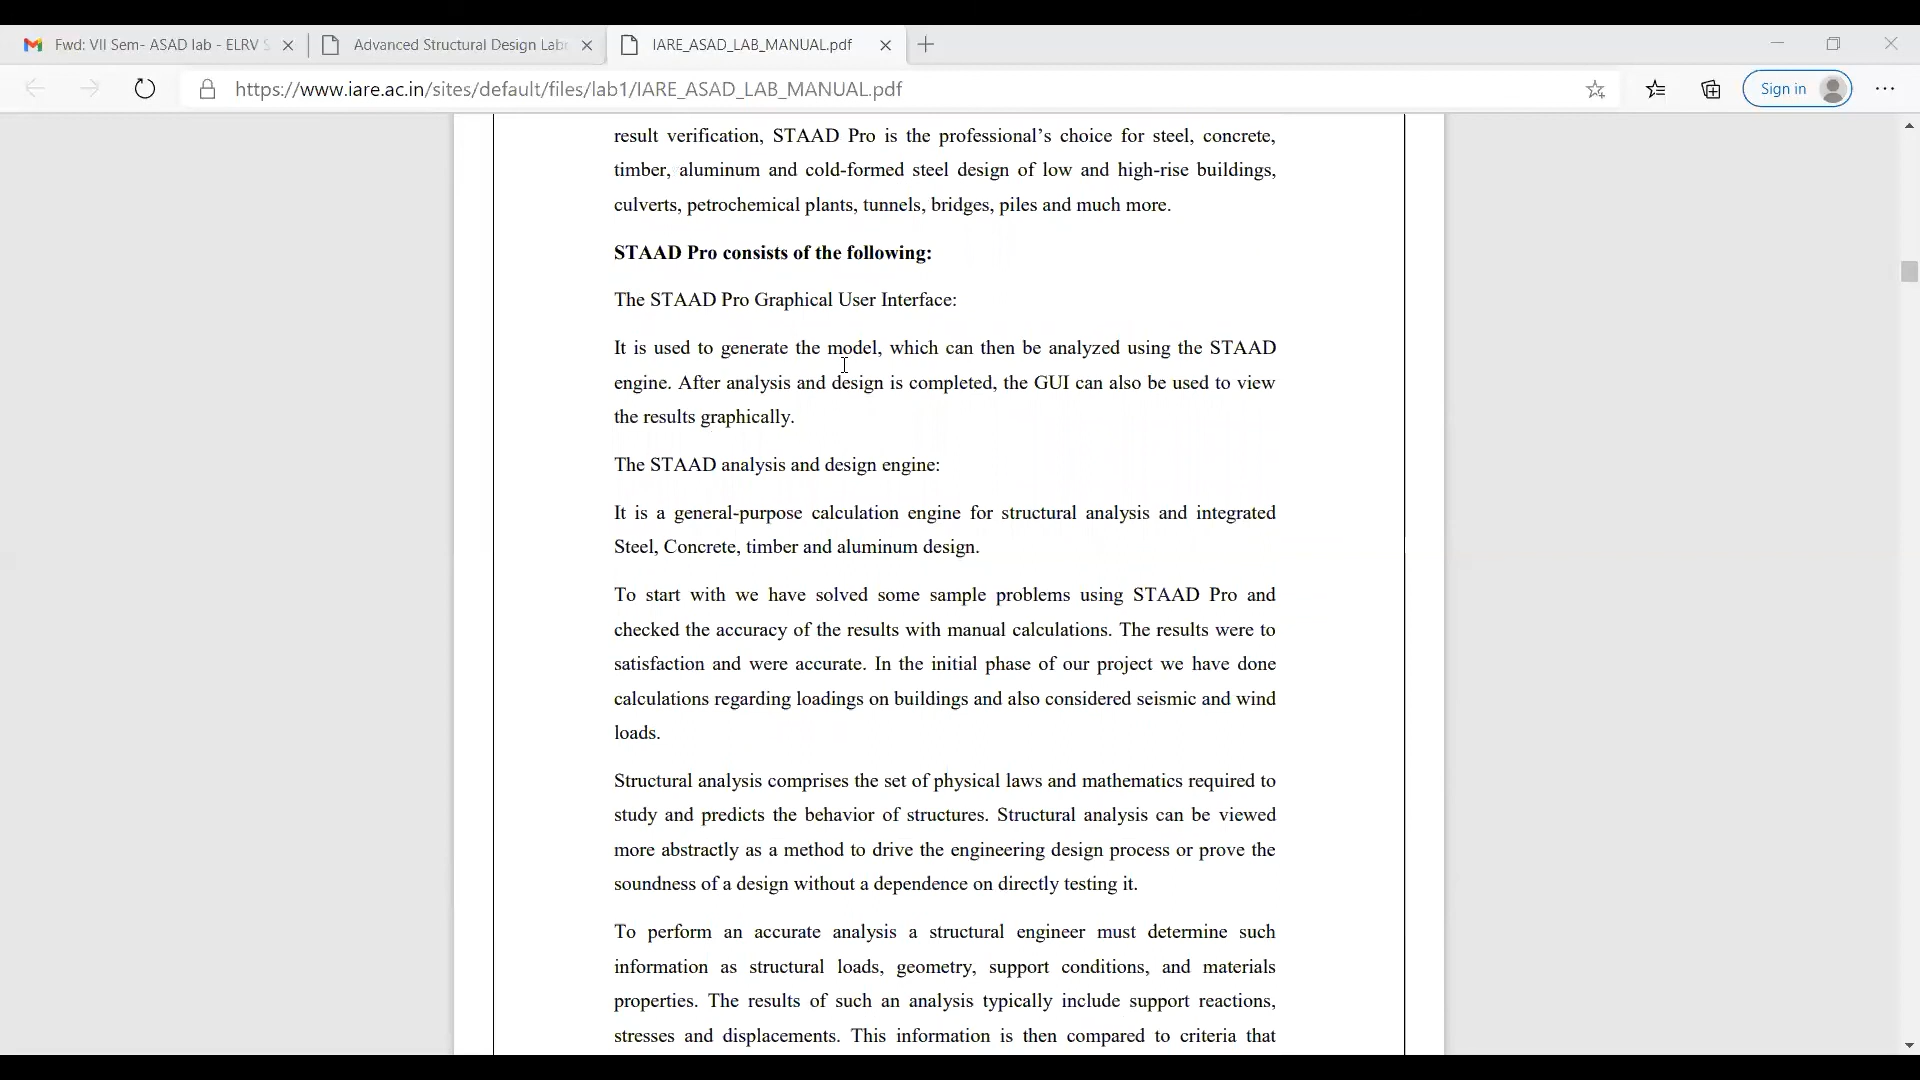 Fwd: VII Sem- ASAD lab - ELRV S
Advanced Structural Design Lab
IARE_ASAD_LAB_MANUAL.pdf
https://www.iare.ac.in/sites/default/files/lab1/IARE_ASAD_LAB_MANUAL.pdf
Sign in
result verification, STAAD Pro is the professional’s choice for steel, concrete,
timber, aluminum and cold-formed steel design of low and high-rise buildings,
culverts, petrochemical plants, tunnels, bridges, piles and much more.
STAAD Pro consists of the following:
The STAAD Pro Graphical User Interface:
It is used to generate the model, which can then be analyzed using the STAAD
engine. After analysis and design is completed, the GUI can also be used to view
the results graphically.
The STAAD analysis and design engine:
It is a general-purpose calculation engine for structural analysis and integrated
Steel, Concrete, timber and aluminum design.
To start with we have solved some sample problems using STAAD Pro and
checked the accuracy of the results with manual calculations. The results were to
satisfaction and were accurate. In the initial phase of our project we have done
calculations regarding loadings on buildings and also considered seismic and wind
loads.
Structural analysis comprises the set of physical laws and mathematics required to
study and predicts the behavior of structures. Structural analysis can be viewed
more abstractly as a method to drive the engineering design process or prove the
soundness of a design without a dependence on directly testing it.
To perform an accurate analysis a structural engineer must determine such
information as structural loads, geometry, support conditions, and materials
properties. The results of such an analysis typically include support reactions,
stresses and displacements. This information is then compared to criteria that